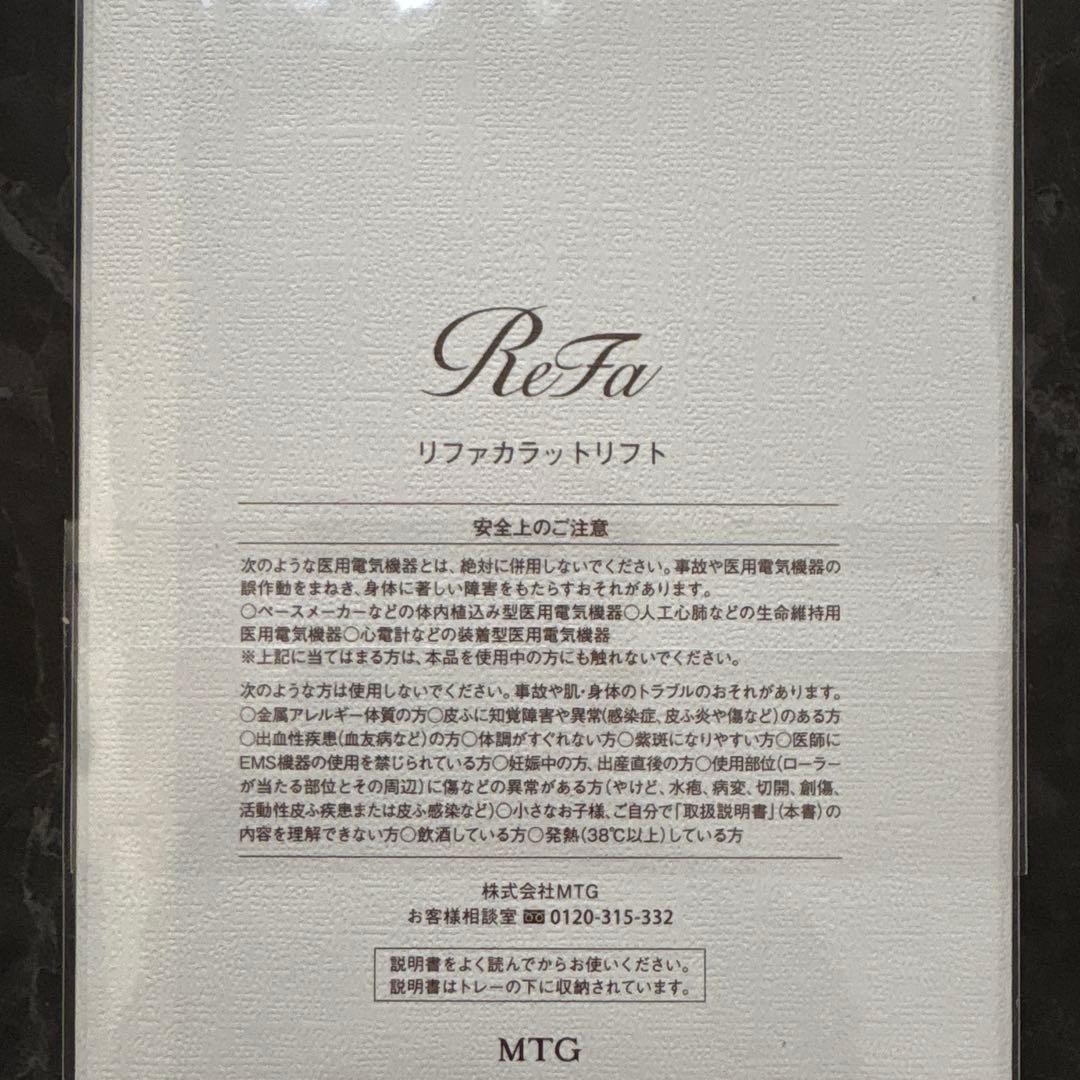 ReFa
リファカラットリフト
安全上のご注意
次のような医用電気機器とは、絶対に併用しないでください。事故や医用電気機器の
誤作動をまねき、身体に著しい障害をもたらすおそれがあります。
○ペースメーカーなどの体内植込み型医用電気機器○人工心肺などの生命維持用
医用電気機器○心電計などの装着型医用電気機器
※上記に当てはまる方は、本品を使用中の方にも触れないでください。
次のような方は使用しないでください。事故や肌・身体のトラブルのおそれがあります。
○金属アレルギー体質の方○皮ふに知覚障害や異常(感染症、皮ふ炎や傷など)のある方
○出血性疾患(血友病など)の方○体調がすぐれない方○紫斑になりやすい方○医師に
EMS機器の使用を禁じられている方○妊娠中の方、出産直後の方○使用部位(ローラー
が当たる部位とその周辺)に傷などの異常がある方(やけど、水疱、病変、切開、創傷、
活動性皮ふ疾患または皮ふ感染など)○小さなお子様、ご自分で「取扱説明書」(本書)の
内容を理解できない方○飲酒している方○発熱(38℃以上)している方
株式会社MTG
お客様相談室 0120-315-332
説明書をよく読んでからお使いください。
説明書はトレーの下に収納されています。
MTG